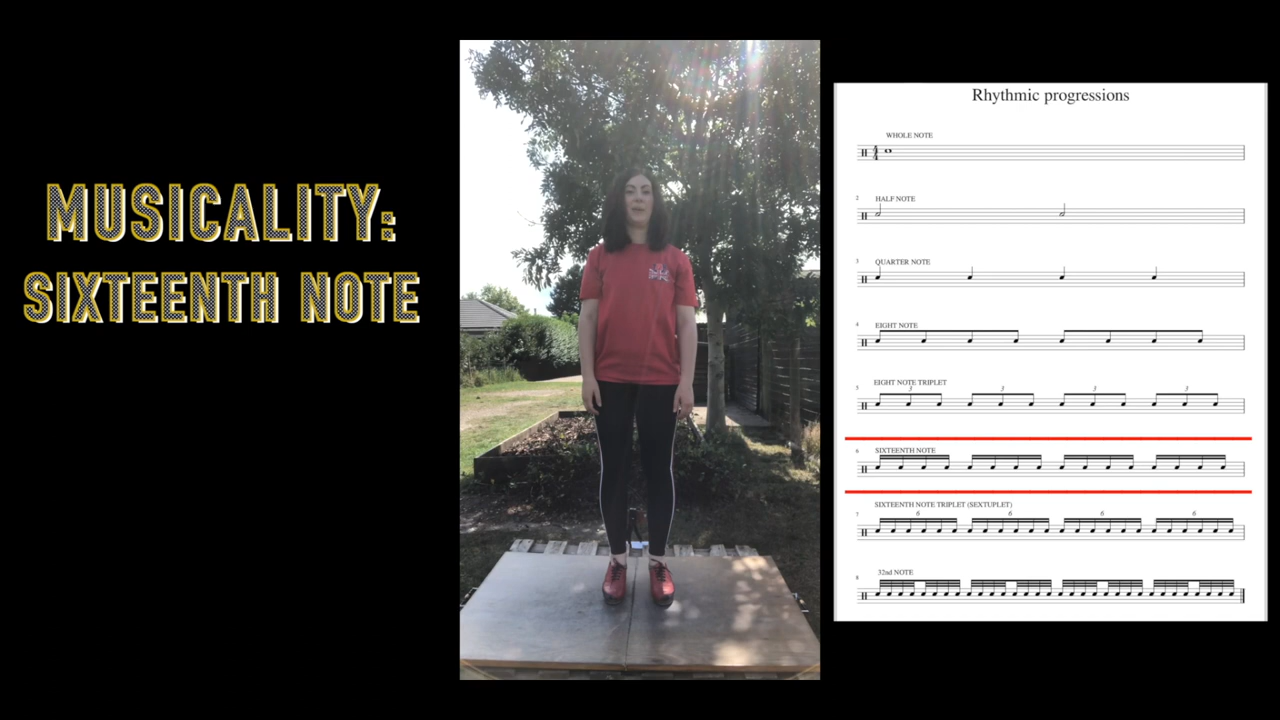 MUSICALITY:
SIXTEENTH NOTE
Rhythmic progressions
WHOLE NOTE
4
4
2
HALF NOTE
3
QUARTER NOTE
4
EIGHT NOTE
5
EIGHT NOTE TRIPLET
3 3 3 3
6
SIXTEENTH NOTE
7
SIXTEENTH NOTE TRIPLET (SEXTUPLET)
6 6 6 6
8
32nd NOTE